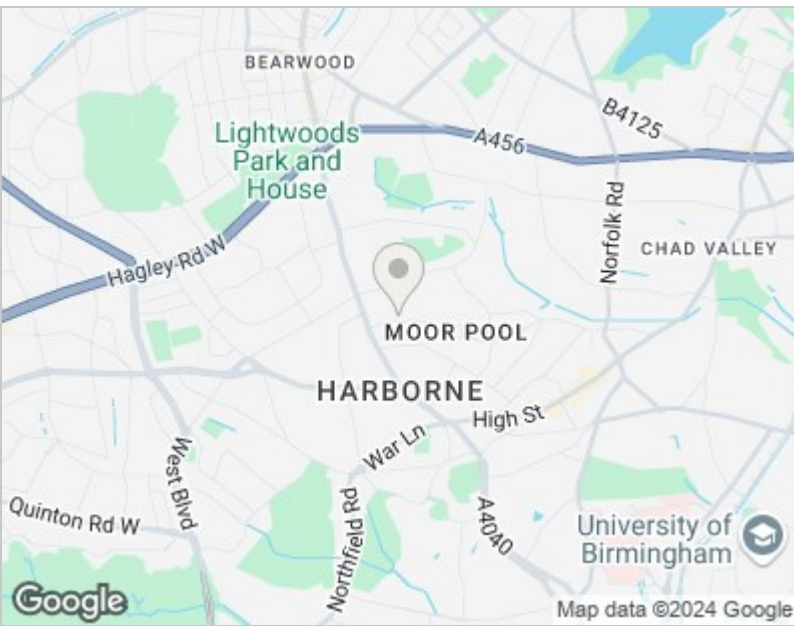 BEARWOOD
B4125
A456
Lightwoods
Park and
House
Norfolk Rd
CHAD VALLEY
Hagley Rd W
MOOR POOL
HARBORNE
High St
War Ln
West Blvd
Quinton Rd W
Northfield Rd
A4040
University of
Birmingham
Google
Map data ©2024 Google